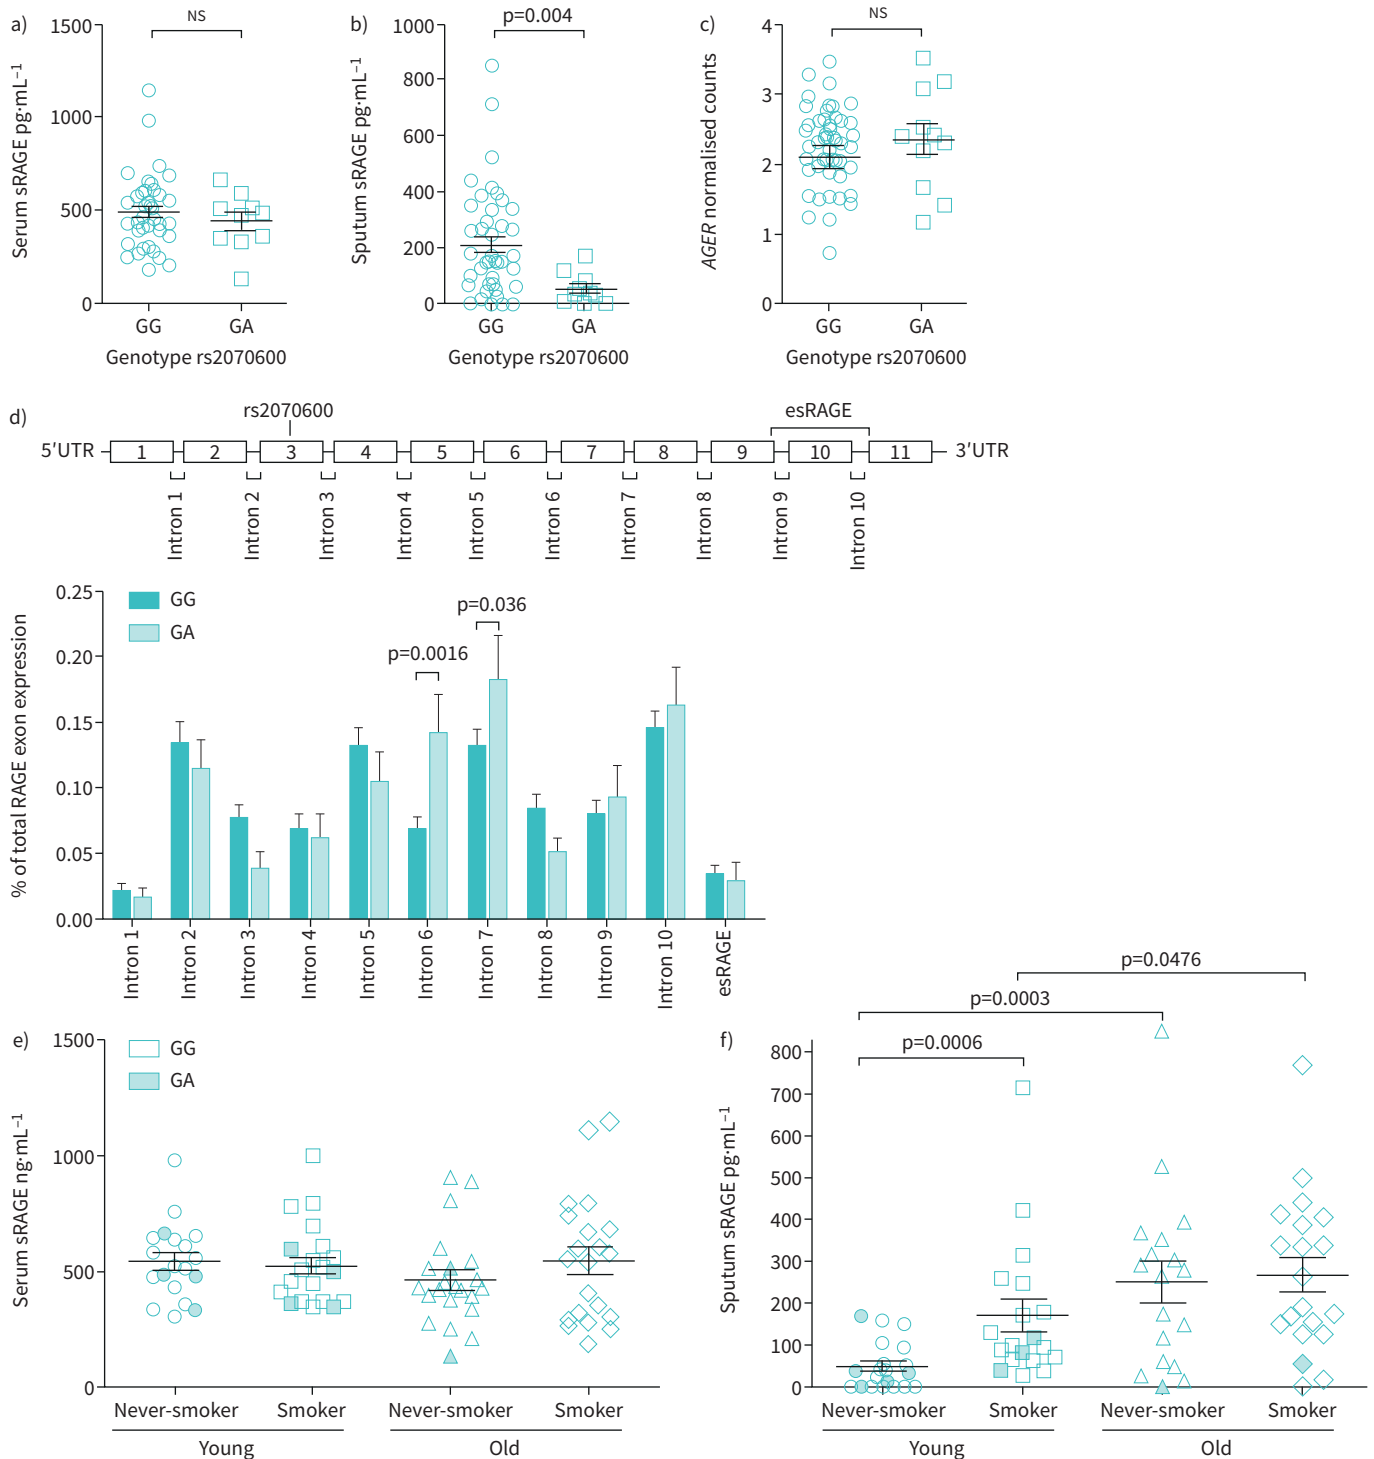 a)
NS
1500
1000
500
0
Serum sRAGE pg·mL⁻¹
GG
GA
Genotype rs2070600
b)
p=0.004
1000
800
600
400
200
0
Sputum sRAGE pg·mL⁻¹
GG
GA
Genotype rs2070600
c)
NS
4
3
2
1
0
AGER normalised counts
GG
GA
Genotype rs2070600
d)
rs2070600
esRAGE
5′UTR 1 2 3 4 5 6 7 8 9 10 11 3′UTR
Intron 1
Intron 2
Intron 3
Intron 4
Intron 5
Intron 6
Intron 7
Intron 8
Intron 9
Intron 10
0.25
0.20
0.15
0.10
0.05
0.00
% of total RAGE exon expression
GG
GA
p=0.0016
p=0.036
Intron 1
Intron 2
Intron 3
Intron 4
Intron 5
Intron 6
Intron 7
Intron 8
Intron 9
Intron 10
esRAGE
e)
1500
1000
500
0
Serum sRAGE ng·mL⁻¹
GG
GA
Never-smoker Smoker Never-smoker Smoker
Young Old
f)
p=0.0476
p=0.0003
p=0.0006
800
700
600
500
400
300
200
100
0
Sputum sRAGE pg·mL⁻¹
Never-smoker Smoker Never-smoker Smoker
Young Old